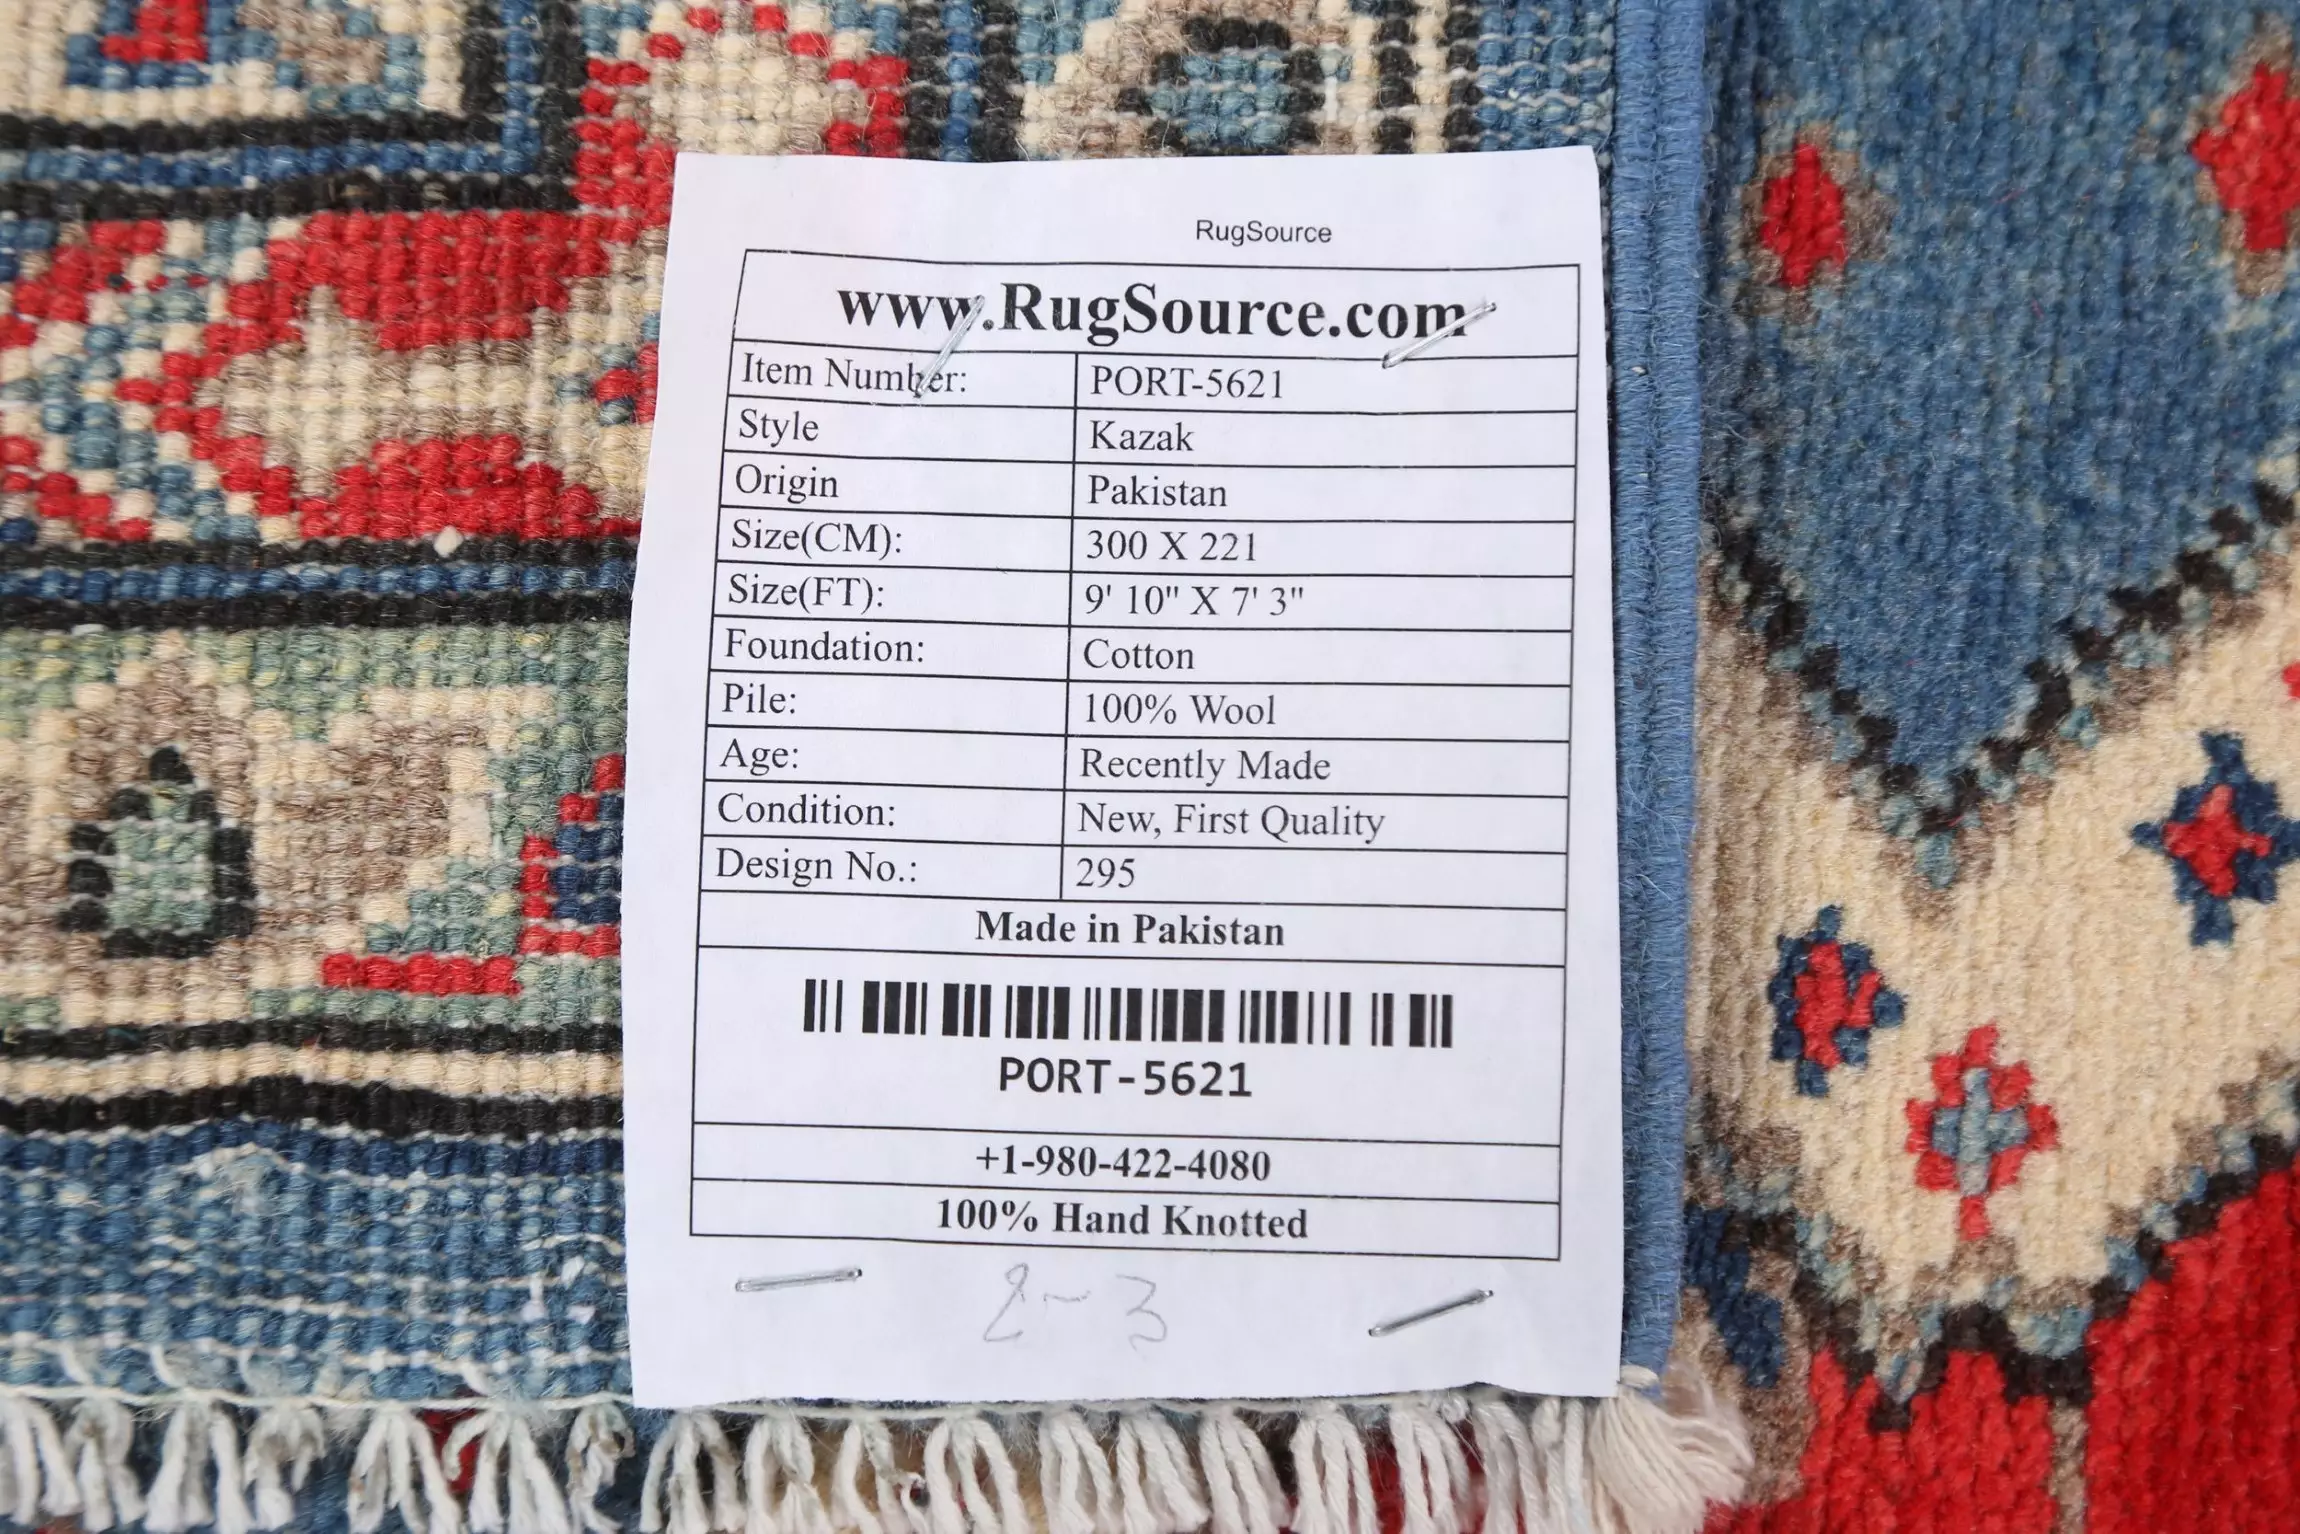 RugSource
www.RugSource.com
Item Number: PORT-5621
Style Kazak
Origin Pakistan
Size(CM): 300 X 221
Size(FT): 9' 10" X 7' 3"
Foundation: Cotton
Pile: 100% Wool
Age: Recently Made
Condition: New, First Quality
Design No.: 295
Made in Pakistan
PORT-5621
+1-980-422-4080
100% Hand Knotted